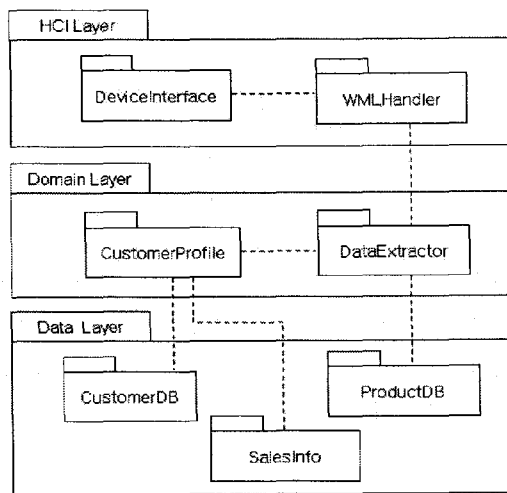 HCI Layer
DeviceInterface
WMLHandler
Domain Layer
CustomerProfile
DataExtractor
Data Layer
CustomerDB
ProductDB
SalesInfo